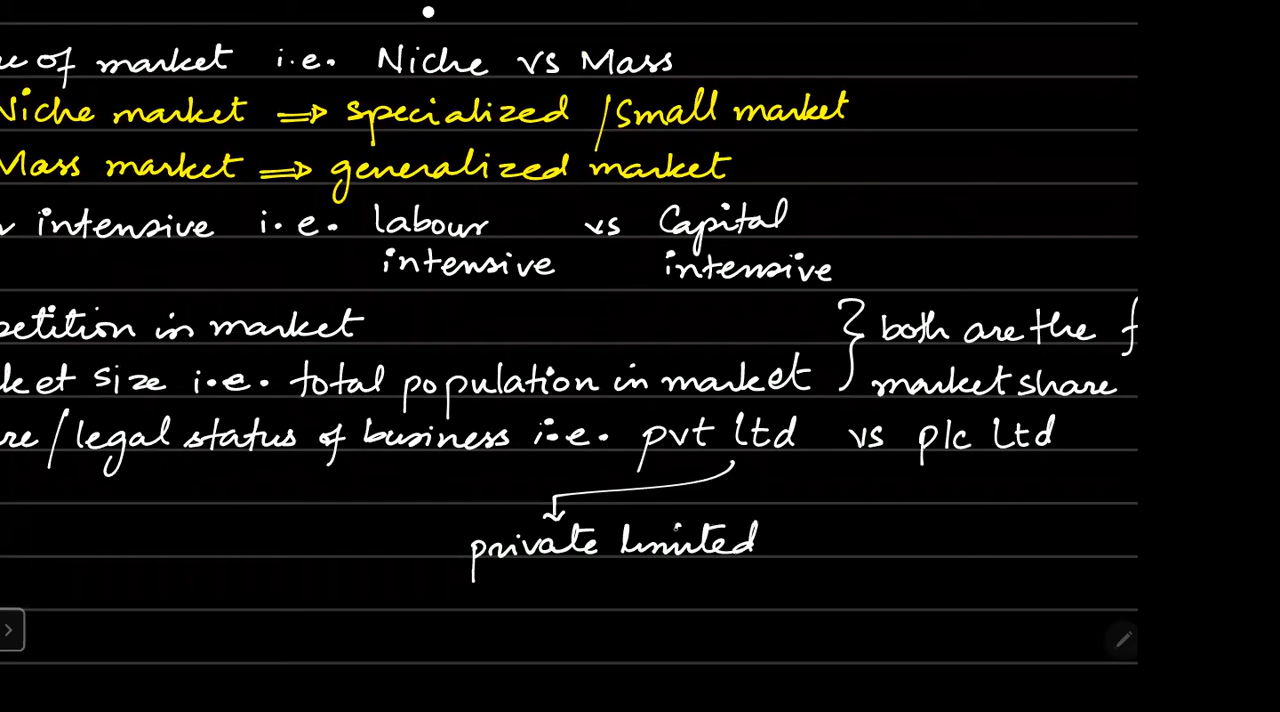 of market i.e. Niche vs Mass
Niche market ⇒ specialized / Small market
Mass market ⇒ generalized market
intensive i.e. labour intensive vs Capital intensive
petition in market
ket size i.e. total population in market } both are the f
market share
re / legal status of business i.e. pvt ltd vs plc Ltd
private limited